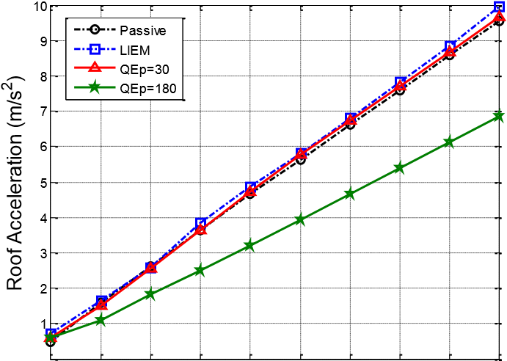 10
9
8
7
6
5
4
3
2
1
Roof Acceleration (m/s²)
Passive
LIEM
QEp=30
QEp=180